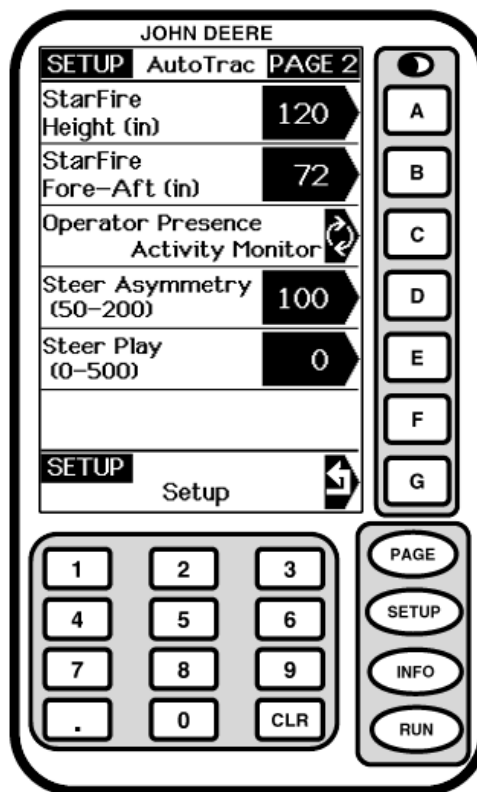 JOHN DEERE
SETUP AutoTrac PAGE 2
StarFire
Height (in) 120
A
StarFire
Fore-Aft (in) 72
B
Operator Presence
Activity Monitor
C
Steer Asymmetry
(50-200) 100
D
Steer Play
(0-500) 0
E
F
SETUP
Setup
G
1 2 3
4 5 6
7 8 9
. 0 CLR
PAGE
SETUP
INFO
RUN